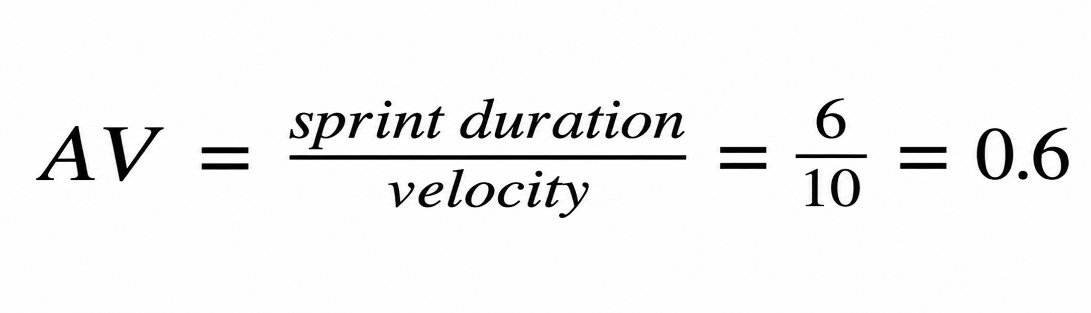 AV = sprint duration / velocity = 6 / 10 = 0.6